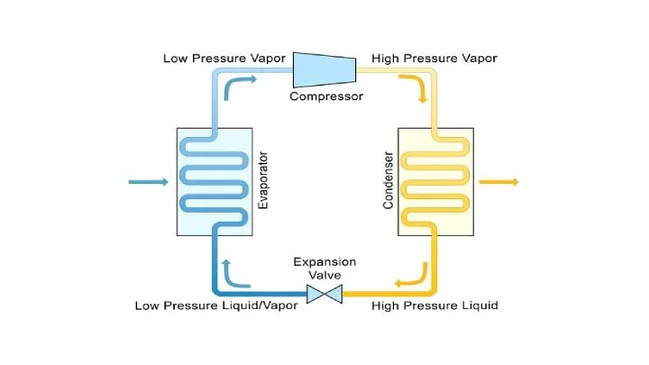 Low Pressure Vapor
High Pressure Vapor
Compressor
Evaporator
Condenser
Expansion
Valve
Low Pressure Liquid/Vapor
High Pressure Liquid